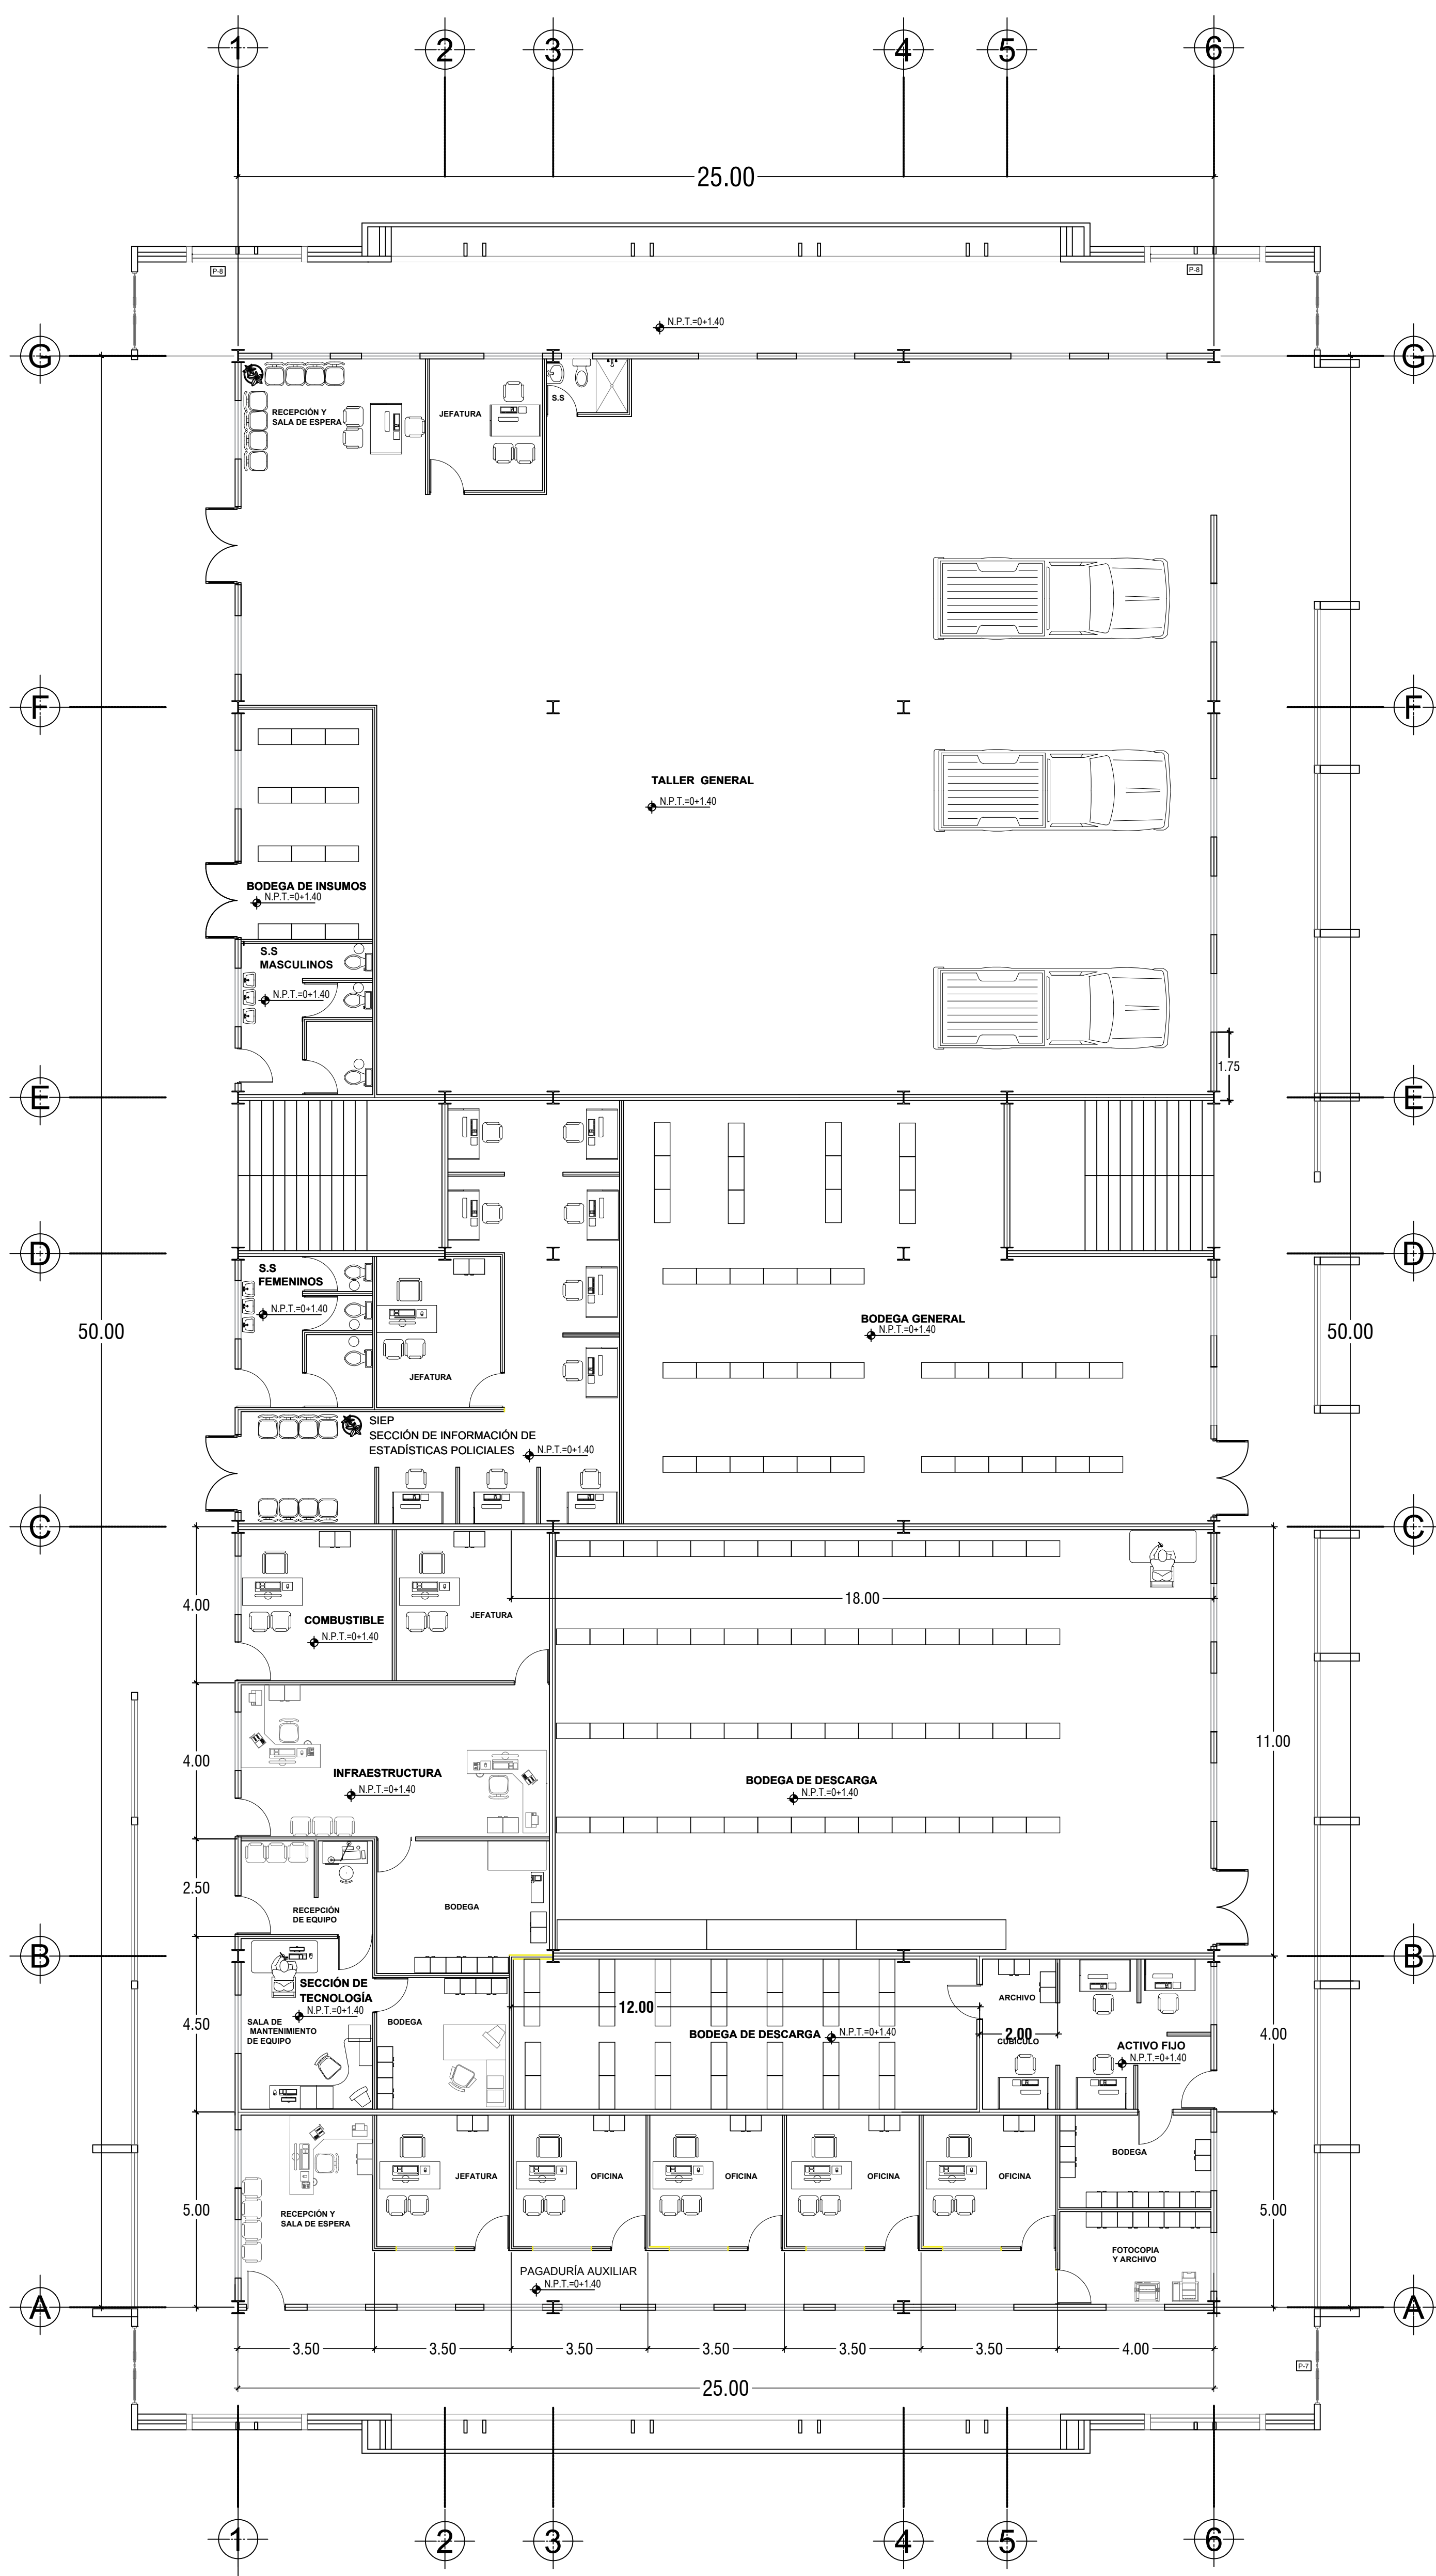 1 2 3 4 5 6
25.00
P-8 P-8
N.P.T.=0+1.40
G G
RECEPCIÓN Y
SALA DE ESPERA
JEFATURA
S.S
F F
TALLER GENERAL
N.P.T.=0+1.40
BODEGA DE INSUMOS
N.P.T.=0+1.40
S.S
MASCULINOS
N.P.T.=0+1.40
1.75
E E
D D
S.S
FEMENINOS
N.P.T.=0+1.40
JEFATURA
BODEGA GENERAL
N.P.T.=0+1.40
50.00 50.00
SIEP
SECCIÓN DE INFORMACIÓN DE
ESTADÍSTICAS POLICIALES
N.P.T.=0+1.40
C C
4.00
COMBUSTIBLE
N.P.T.=0+1.40
JEFATURA
18.00
4.00
INFRAESTRUCTURA
N.P.T.=0+1.40
11.00
BODEGA DE DESCARGA
N.P.T.=0+1.40
2.50
RECEPCIÓN
DE EQUIPO
BODEGA
B B
SECCIÓN DE
TECNOLOGÍA
N.P.T.=0+1.40
4.50
SALA DE
MANTENIMIENTO
DE EQUIPO
BODEGA
12.00
BODEGA DE DESCARGA
N.P.T.=0+1.40
ARCHIVO
2.00
CUBICULO
ACTIVO FIJO
N.P.T.=0+1.40
4.00
BODEGA
5.00
RECEPCIÓN Y
SALA DE ESPERA
JEFATURA
OFICINA
OFICINA
OFICINA
OFICINA
5.00
FOTOCOPIA
Y ARCHIVO
PAGADURÍA AUXILIAR
N.P.T.=0+1.40
A A
3.50 3.50 3.50 3.50 3.50 3.50 4.00
P-7
25.00
1 2 3 4 5 6